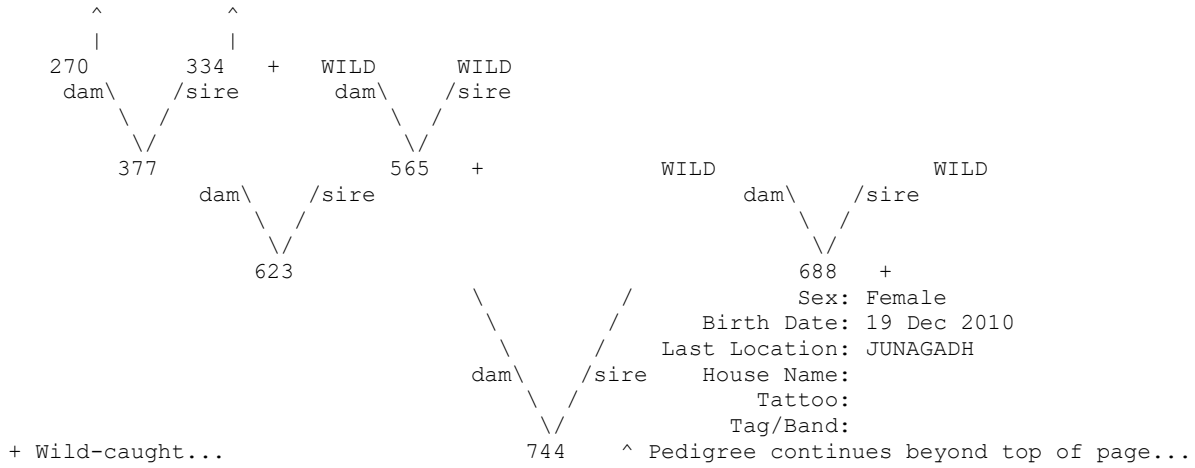 ^ ^
| |
270 334 + WILD WILD
dam\ /sire dam\ /sire
\ / \ /
\/ \/
377 565 + WILD WILD
dam\ /sire dam\ /sire
\ / \ /
\/ \/
623 688 +
\ / Sex: Female
\ / Birth Date: 19 Dec 2010
\ / Last Location: JUNAGADH
dam\ /sire House Name:
\ / Tattoo:
\/ Tag/Band:
+ Wild-caught... 744 ^ Pedigree continues beyond top of page...